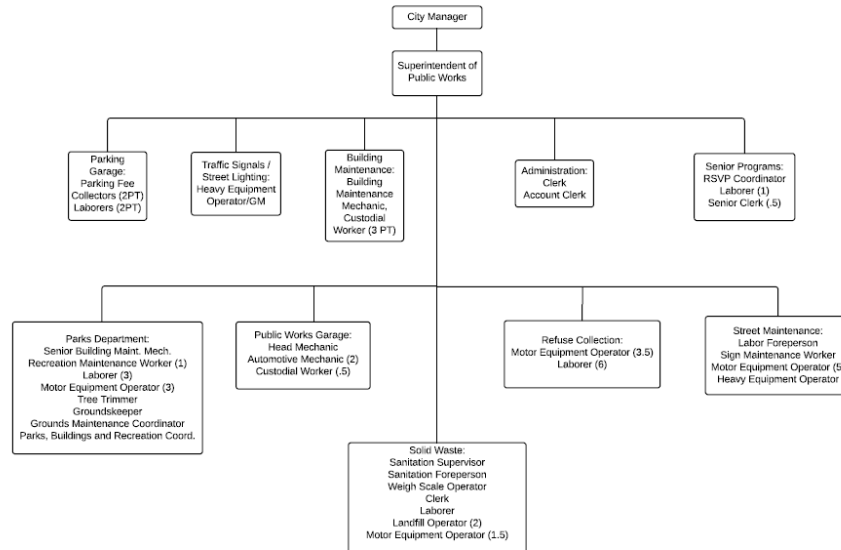 City Manager
Superintendent of
Public Works
Parking
Garage:
Parking Fee
Collectors (2PT)
Laborers (2PT)
Traffic Signals /
Street Lighting:
Heavy Equipment
Operator/GM
Building
Maintenance:
Building
Maintenance
Mechanic,
Custodial
Worker (3 PT)
Administration:
Clerk
Account Clerk
Senior Programs:
RSVP Coordinator
Laborer (1)
Senior Clerk (.5)
Parks Department:
Senior Building Maint. Mech.
Recreation Maintenance Worker (1)
Laborer (3)
Motor Equipment Operator (3)
Tree Trimmer
Groundskeeper
Grounds Maintenance Coordinator
Parks, Buildings and Recreation Coord.
Public Works Garage:
Head Mechanic
Automotive Mechanic (2)
Custodial Worker (.5)
Refuse Collection:
Motor Equipment Operator (3.5)
Laborer (6)
Street Maintenance:
Labor Foreperson
Sign Maintenance Worker
Motor Equipment Operator (5
Heavy Equipment Operator
Solid Waste:
Sanitation Supervisor
Sanitation Foreperson
Weigh Scale Operator
Clerk
Laborer
Landfill Operator (2)
Motor Equipment Operator (1.5)